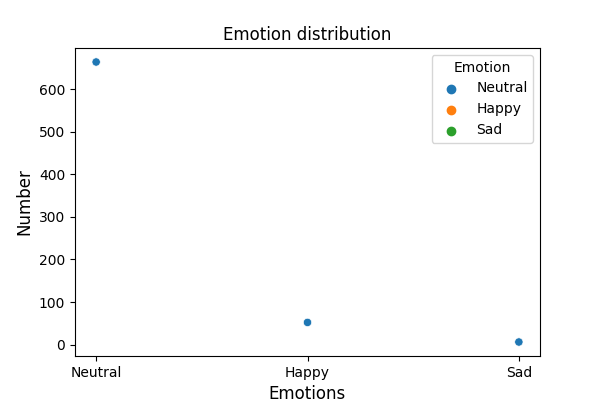 Emotion distribution
Emotion
Neutral
Happy
Sad
Number
600
500
400
300
200
100
0
Neutral Happy Sad
Emotions